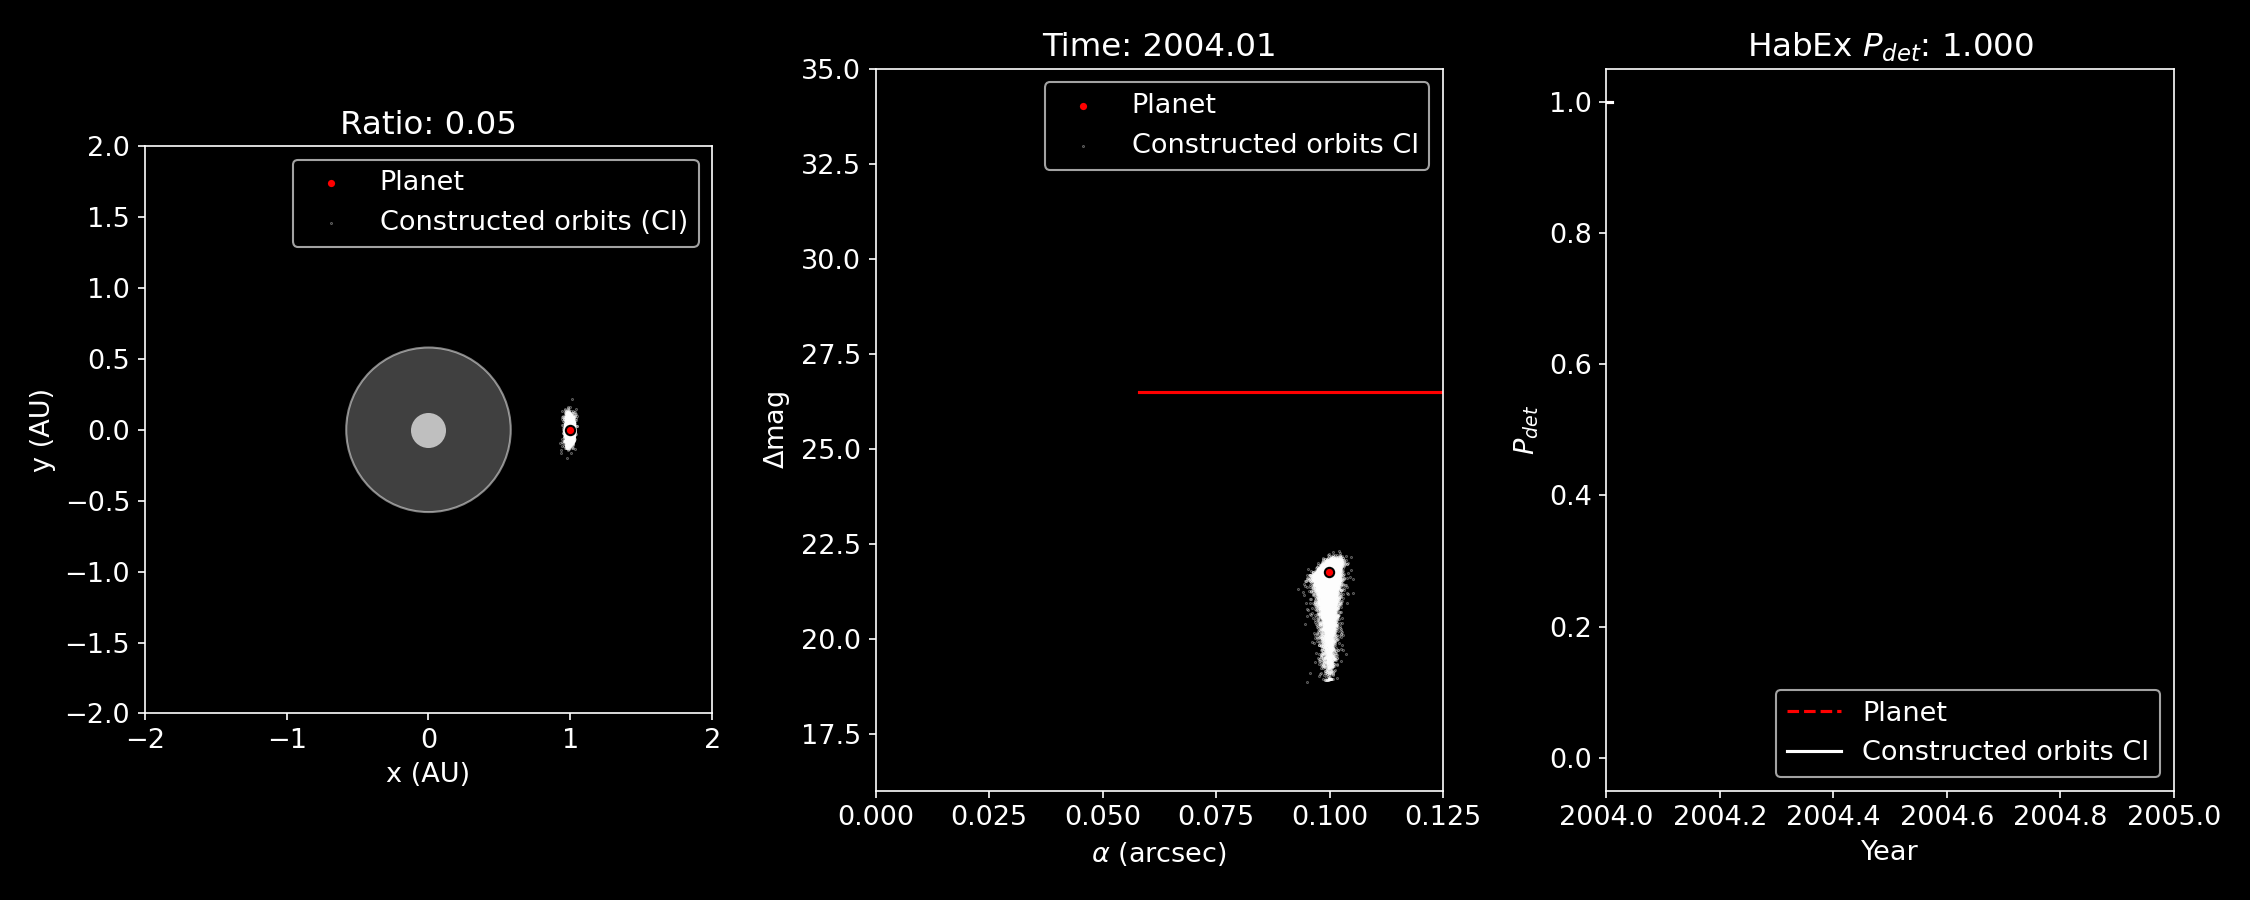 Ratio: 0.05
Planet
Constructed orbits (CI)
2.0
1.5
1.0
0.5
0.0
−0.5
−1.0
−1.5
−2.0
y (AU)
−2 −1 0 1 2
x (AU)
Time: 2004.01
Planet
Constructed orbits CI
35.0
32.5
30.0
27.5
25.0
22.5
20.0
17.5
Δmag
0.000 0.025 0.050 0.075 0.100 0.125
α (arcsec)
HabEx P_det: 1.000
1.0
0.8
0.6
0.4
0.2
0.0
P_det
Planet
Constructed orbits CI
2004.0 2004.2 2004.4 2004.6 2004.8 2005.0
Year